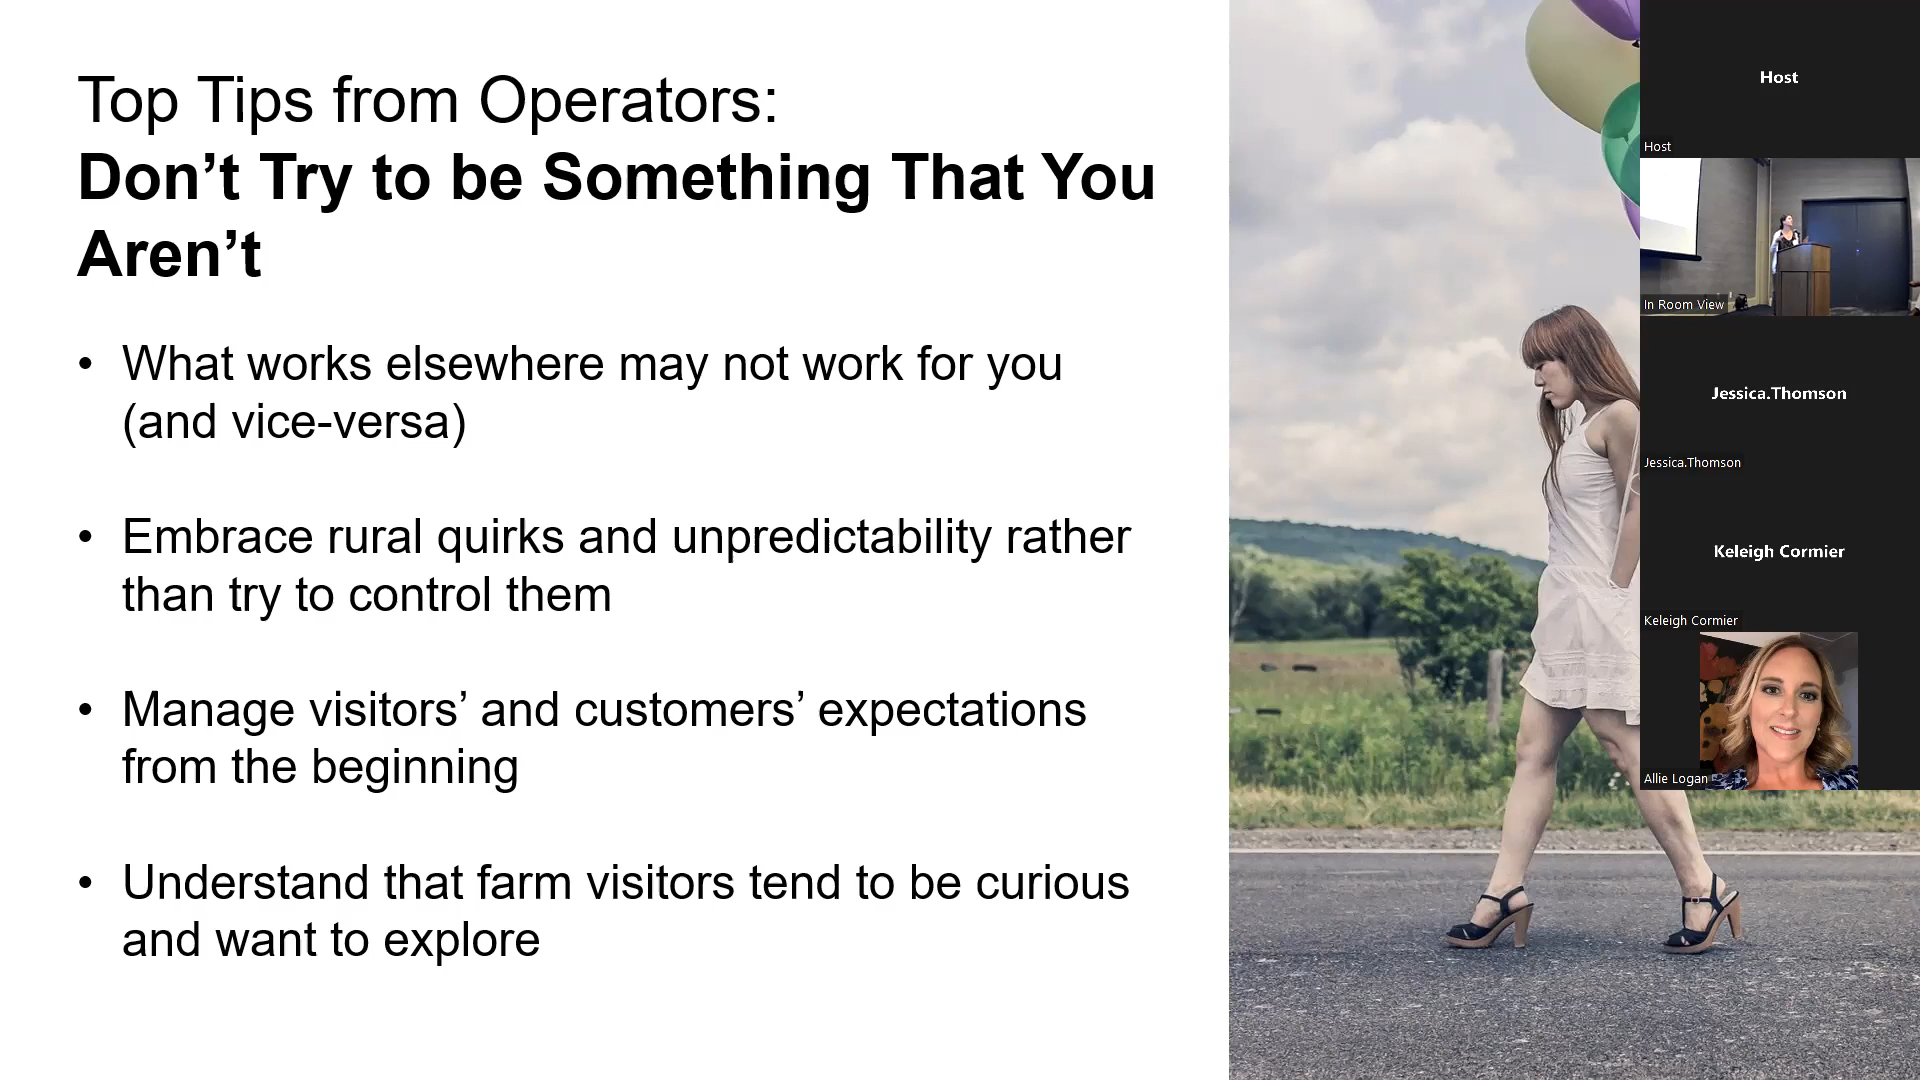 Top Tips from Operators:
Don’t Try to be Something That You
Aren’t
• What works elsewhere may not work for you
(and vice-versa)
• Embrace rural quirks and unpredictability rather
than try to control them
• Manage visitors’ and customers’ expectations
from the beginning
• Understand that farm visitors tend to be curious
and want to explore
Host
Host
In Room View
Jessica.Thomson
Jessica.Thomson
Keleigh Cormier
Keleigh Cormier
Allie Logan